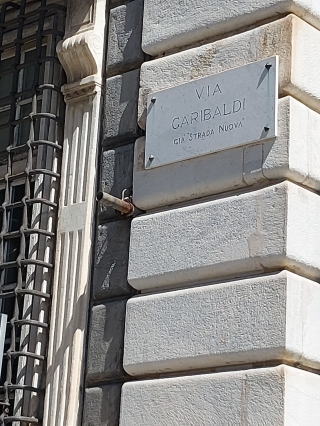 VIA
GARIBALDI
GIÀ "STRADA NUOVA"